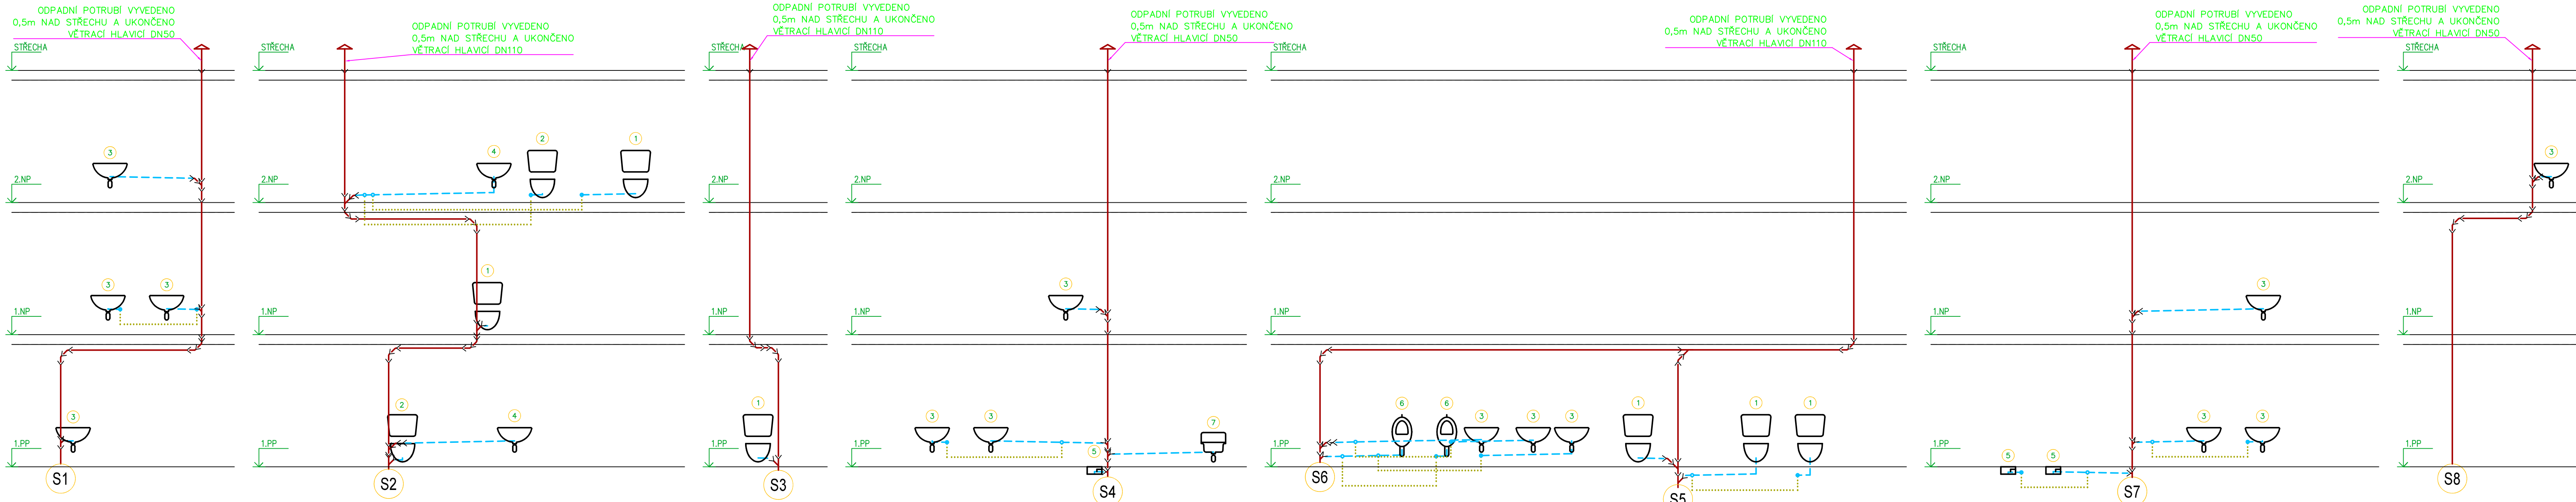 ODPADNÍ POTRUBÍ VYVEDENO
0,5m NAD STŘECHU A UKONČENO
VĚTRACÍ HLAVICÍ DN50
STŘECHA
3
2.NP
3
3
1.NP
3
1.PP
S1
ODPADNÍ POTRUBÍ VYVEDENO
0,5m NAD STŘECHU A UKONČENO
VĚTRACÍ HLAVICÍ DN110
STŘECHA
4
2
1
2.NP
1
1.NP
2
4
1.PP
S2
ODPADNÍ POTRUBÍ VYVEDENO
0,5m NAD STŘECHU A UKONČENO
VĚTRACÍ HLAVICÍ DN110
STŘECHA
2.NP
1.NP
1
1.PP
S3
ODPADNÍ POTRUBÍ VYVEDENO
0,5m NAD STŘECHU A UKONČENO
VĚTRACÍ HLAVICÍ DN50
STŘECHA
2.NP
3
1.NP
3
3
7
1.PP
5
S4
ODPADNÍ POTRUBÍ VYVEDENO
0,5m NAD STŘECHU A UKONČENO
VĚTRACÍ HLAVICÍ DN110
STŘECHA
2.NP
1.NP
6
6
3
3
3
1
1
1
1.PP
S6
S5
ODPADNÍ POTRUBÍ VYVEDENO
0,5m NAD STŘECHU A UKONČENO
VĚTRACÍ HLAVICÍ DN50
STŘECHA
2.NP
3
1.NP
3
3
1.PP
5
5
S7
ODPADNÍ POTRUBÍ VYVEDENO
0,5m NAD STŘECHU A UKONČENO
VĚTRACÍ HLAVICÍ DN50
STŘECHA
3
2.NP
1.NP
1.PP
S8